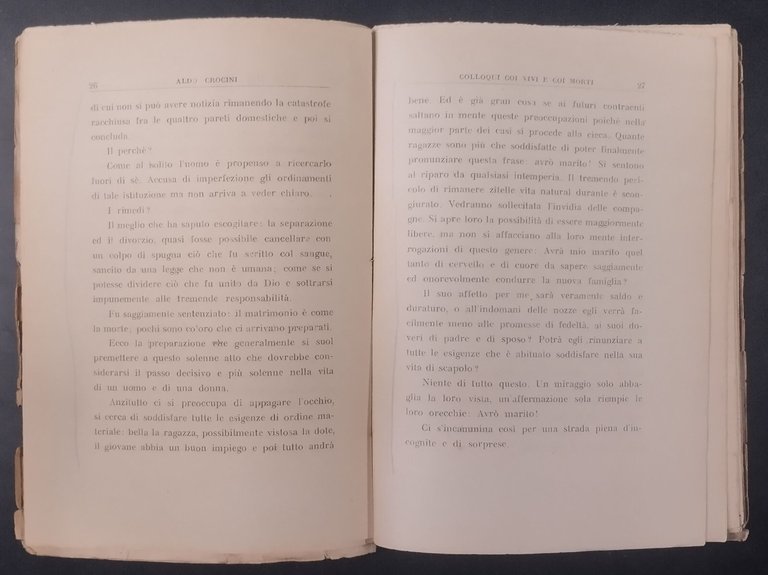 26
ALDO CROCINI
di cui non si può avere notizia rimanendo la catastrofe
racchiusa fra le quattro pareti domestiche e poi si
concluda.
Il perchè?
Come al solito l'uomo è propenso a ricercarlo
fuori di sè. Accusa di imperfezione gli ordinamenti
di tale istituzione ma non arriva a veder chiaro.
I rimedi?
Il meglio che ha saputo escogitare: la separazione
ed il divorzio, quasi fosse possibile cancellare con
un colpo di spugna ciò che fu scritto col sangue,
sancito da una legge che non è umana; come se si
potesse dividere ciò che fu unito da Dio e sottrarsi
impunemente alle tremende responsabilità.
Fu saggiamente sentenziato: il matrimonio è come
la morte, pochi sono coloro che ci arrivano preparati.
Ecco la preparazione che generalmente si suol
premettere a questo solenne atto che dovrebbe con-
siderarsi il passo decisivo e più solenne nella vita
di un uomo e di una donna.
Anzitutto ci si preoccupa di appagare l'occhio,
si cerca di soddisfare tutte le esigenze di ordine ma-
teriale: bella la ragazza, possibilmente vistosa la dote,
il giovane abbia un buon impiego e poi tutto andrà
COLLOQUI COI VIVI E COI MORTI
27
bene. Ed è già gran cosa se ai futuri contraenti
saltano in mente queste preoccupazioni poichè nella
maggior parte dei casi si procede alla cieca. Quante
ragazze sono più che soddisfatte di poter finalmente
pronunziare questa frase: avrò marito! Si sentono
al riparo da qualsiasi intemperia. Il tremendo peri-
colo di rimanere zitelle vita natural durante è scon-
giurato. Vedranno sollecitata l'invidia delle compa-
gne. Si apre loro la possibilità di essere maggiormente
libere, ma non si affacciano alla loro mente inter-
rogazioni di questo genere: Avrà mio marito quel
tanto di cervello e di cuore da sapere saggiamente
ed onorevolmente condurre la nuova famiglia?
Il suo affetto per me sarà veramente saldo e
duraturo, o all'indomani delle nozze egli verrà fa-
cilmente meno alle promesse di fedeltà, ai suoi do-
veri di padre e di sposo? Potrà egli rinunziare a
tutte le esigenze che è abituato soddisfare nella sua
vita di scapolo?
Niente di tutto questo. Un miraggio solo abba-
glia la loro vista, un'affermazione sola riempie le
loro orecchie: Avrò marito!
Ci s'incammina così per una strada piena d'in-
cognite e di sorprese.